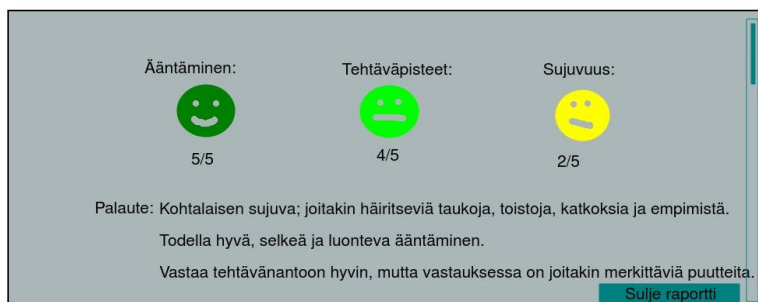 Ääntäminen: Tehtäväpisteet: Sujuvuus:
5/5 4/5 2/5
Palaute: Kohtalaisen sujuva; joitakin häiritseviä taukoja, toistoja, katkoksia ja empimistä.
Todella hyvä, selkeä ja luonteva ääntäminen.
Vastaa tehtävänantoon hyvin, mutta vastauksessa on joitakin merkittäviä puutteita.
Sulje raportti